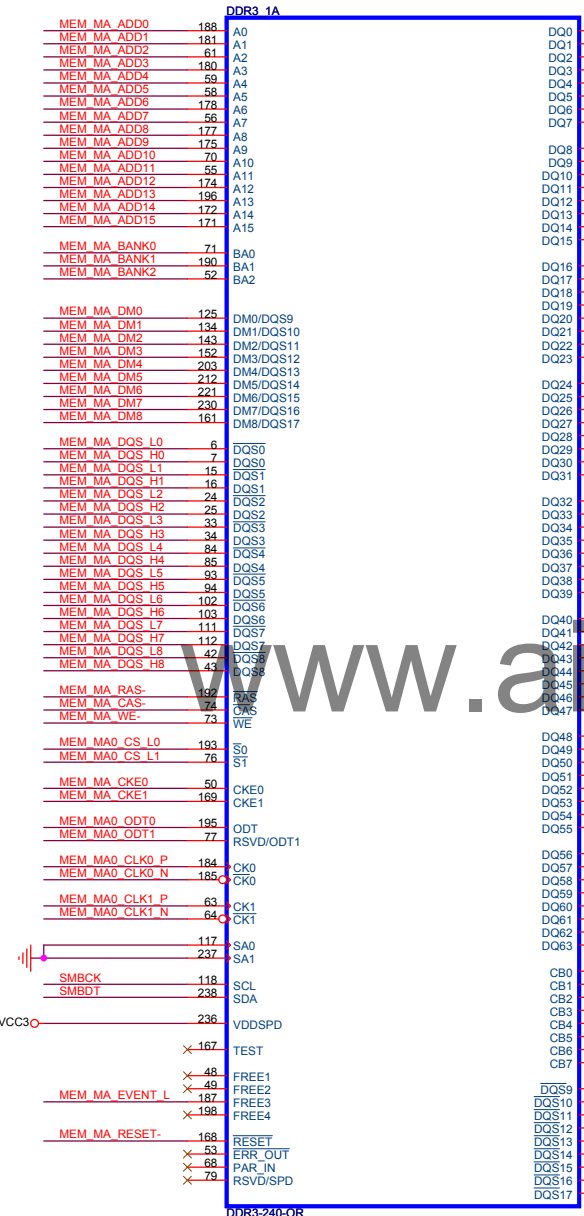 DDR3 1A
MEM_MA_ADD0 188 A0 DQ0
MEM_MA_ADD1 181 A1 DQ1
MEM_MA_ADD2 61 A2 DQ2
MEM_MA_ADD3 180 A3 DQ3
MEM_MA_ADD4 59 A4 DQ4
MEM_MA_ADD5 58 A5 DQ5
MEM_MA_ADD6 178 A6 DQ6
MEM_MA_ADD7 56 A7 DQ7
MEM_MA_ADD8 177 A8
MEM_MA_ADD9 175 A9 DQ8
MEM_MA_ADD10 70 A10 DQ9
MEM_MA_ADD11 55 A11 DQ10
MEM_MA_ADD12 174 A12 DQ11
MEM_MA_ADD13 196 A13 DQ12
MEM_MA_ADD14 172 A14 DQ13
MEM_MA_ADD15 171 A15 DQ14
DQ15
MEM_MA_BANK0 71 BA0
MEM_MA_BANK1 190 BA1 DQ16
MEM_MA_BANK2 52 BA2 DQ17
DQ18
DQ19
MEM_MA_DM0 125 DM0/DQS9 DQ20
MEM_MA_DM1 134 DM1/DQS10 DQ21
MEM_MA_DM2 143 DM2/DQS11 DQ22
MEM_MA_DM3 152 DM3/DQS12 DQ23
MEM_MA_DM4 203 DM4/DQS13
MEM_MA_DM5 212 DM5/DQS14 DQ24
MEM_MA_DM6 221 DM6/DQS15 DQ25
MEM_MA_DM7 230 DM7/DQS16 DQ26
MEM_MA_DM8 161 DM8/DQS17 DQ27
DQ28
MEM_MA_DQS_L0 6 DQS0 DQ29
MEM_MA_DQS_H0 7 DQS0 DQ30
MEM_MA_DQS_L1 15 DQS1 DQ31
MEM_MA_DQS_H1 16 DQS1
MEM_MA_DQS_L2 24 DQS2 DQ32
MEM_MA_DQS_H2 25 DQS2 DQ33
MEM_MA_DQS_L3 33 DQS3 DQ34
MEM_MA_DQS_H3 34 DQS3 DQ35
MEM_MA_DQS_L4 84 DQS4 DQ36
MEM_MA_DQS_H4 85 DQS4 DQ37
MEM_MA_DQS_L5 93 DQS5 DQ38
MEM_MA_DQS_H5 94 DQS5 DQ39
MEM_MA_DQS_L6 102 DQS6
MEM_MA_DQS_H6 103 DQS6 DQ40
MEM_MA_DQS_L7 111 DQS7 DQ41
MEM_MA_DQS_H7 112 DQS7 DQ42
MEM_MA_DQS_L8 42 DQS8 DQ43
MEM_MA_DQS_H8 43 DQS8 DQ44
www.a
DQ45
MEM_MA_RAS- 192 RAS DQ46
MEM_MA_CAS- 74 CAS DQ47
MEM_MA_WE- 73 WE
DQ48
MEM_MA0_CS_L0 193 S0 DQ49
MEM_MA0_CS_L1 76 S1 DQ50
DQ51
MEM_MA_CKE0 50 CKE0 DQ52
MEM_MA_CKE1 169 CKE1 DQ53
DQ54
MEM_MA0_ODT0 195 ODT DQ55
MEM_MA0_ODT1 77 RSVD/ODT1
DQ56
MEM_MA0_CLK0_P 184 CK0 DQ57
MEM_MA0_CLK0_N 185 CK0 DQ58
DQ59
MEM_MA0_CLK1_P 63 CK1 DQ60
MEM_MA0_CLK1_N 64 CK1 DQ61
DQ62
117 SA0 DQ63
237 SA1
CB0
SMBCK 118 SCL CB1
SMBDT 238 SDA CB2
CB3
VCC3 236 VDDSPD CB4
CB5
167 TEST CB6
CB7
48 FREE1
49 FREE2 DQS9
MEM_MA_EVENT_L 187 FREE3 DQS10
198 FREE4 DQS11
DQS12
MEM_MA_RESET- 168 RESET DQS13
53 ERR_OUT DQS14
68 PAR_IN DQS15
79 RSVD/SPD DQS16
DQS17
DDR3-240-OR